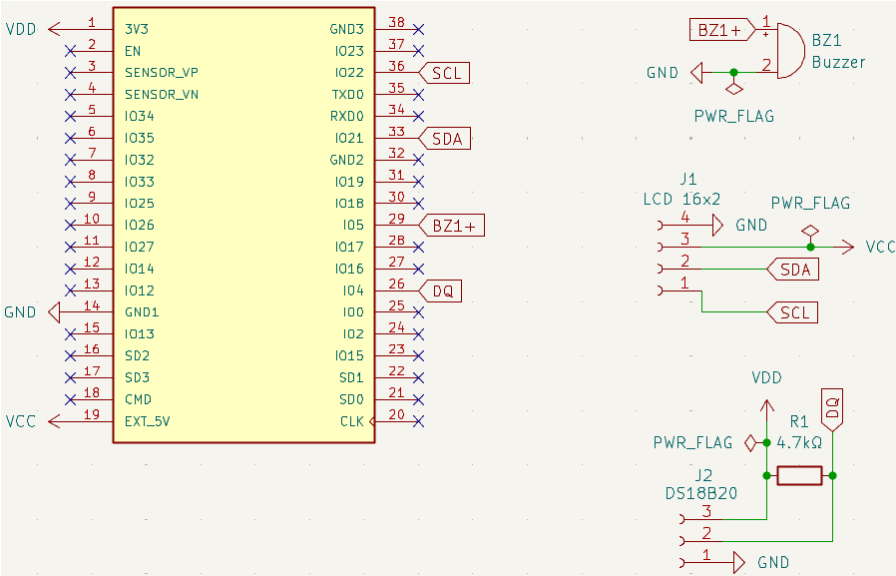 VDD 1 3V3 GND3 38
2 EN IO23 37
3 SENSOR_VP IO22 36 SCL
4 SENSOR_VN TXD0 35
5 IO34 RXD0 34
6 IO35 IO21 33 SDA
7 IO32 GND2 32
8 IO33 IO19 31
9 IO25 IO18 30
10 IO26 IO5 29 BZ1+
11 IO27 IO17 28
12 IO14 IO16 27
13 IO12 IO4 26 DQ
GND 14 GND1 IO0 25
15 IO13 IO2 24
16 SD2 IO15 23
17 SD3 SD1 22
18 CMD SD0 21
VCC 19 EXT_5V CLK 20
BZ1+ 1
+
BZ1
Buzzer
GND 2
PWR_FLAG
J1
LCD 16x2
PWR_FLAG
4 GND
3 VCC
2 SDA
1
SCL
VDD
DQ
R1
PWR_FLAG 4.7kΩ
J2
DS18B20
3
2
1 GND